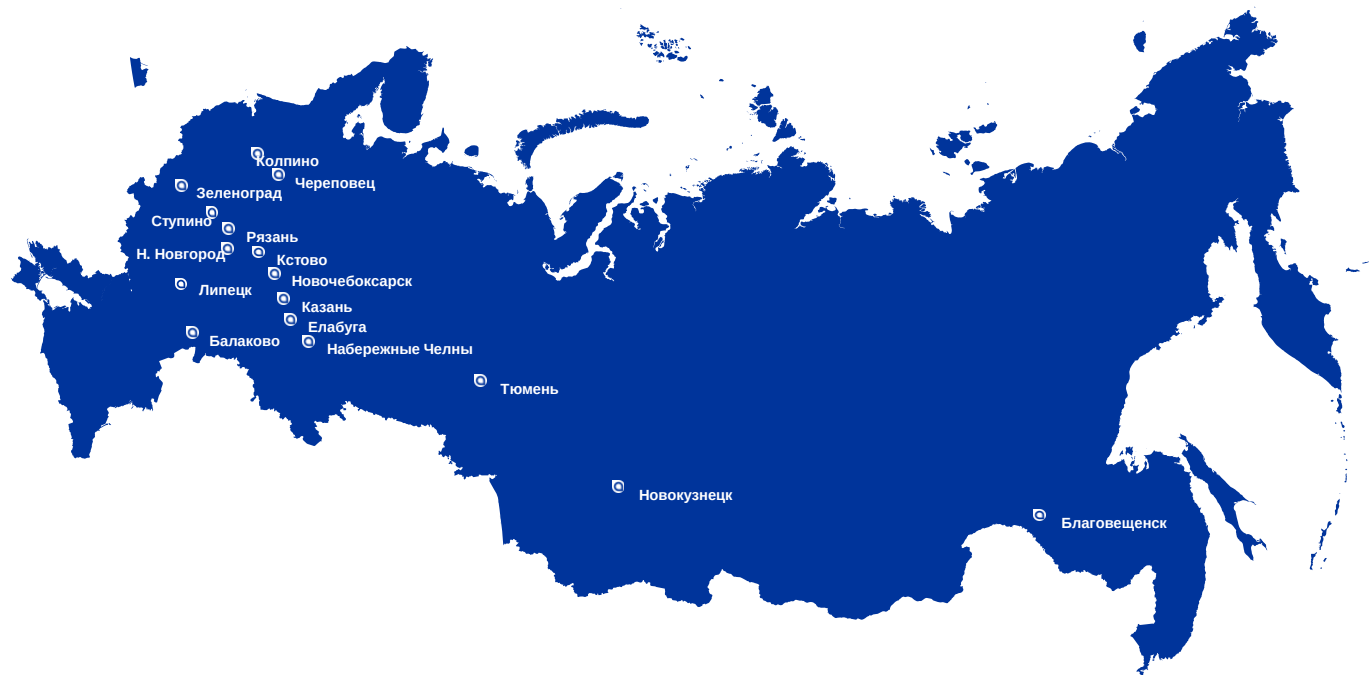 Колпино
Череповец
Зеленоград
Ступино
Рязань
Н. Новгород
Кстово
Новочебоксарск
Липецк
Казань
Елабуга
Балаково
Набережные Челны
Тюмень
Новокузнецк
Благовещенск